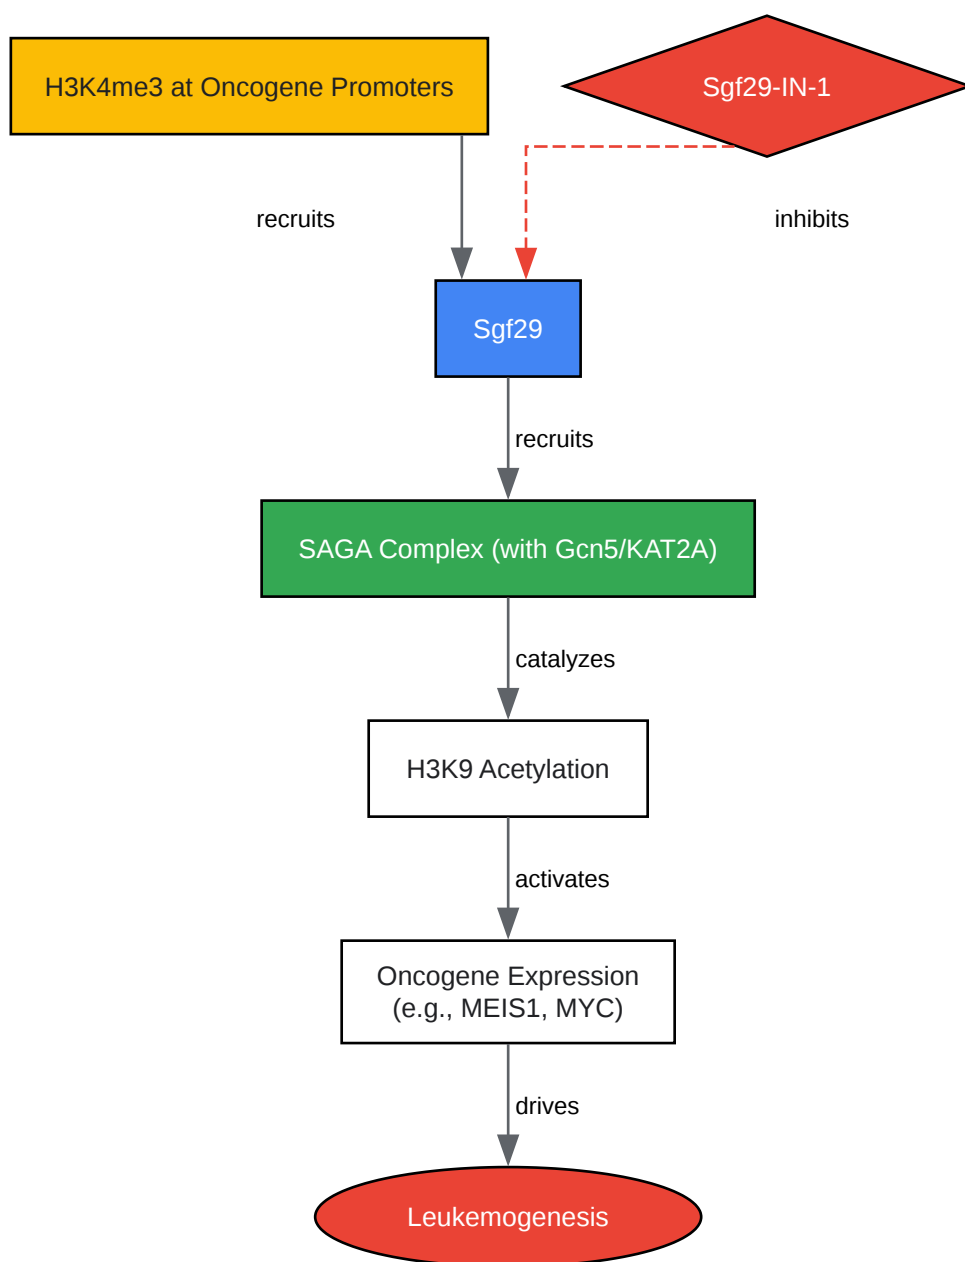 H3K4me3 at Oncogene Promoters
Sgf29-IN-1
recruits
inhibits
Sgf29
recruits
SAGA Complex (with Gcn5/KAT2A)
catalyzes
H3K9 Acetylation
activates
Oncogene Expression
(e.g., MEIS1, MYC)
drives
Leukemogenesis